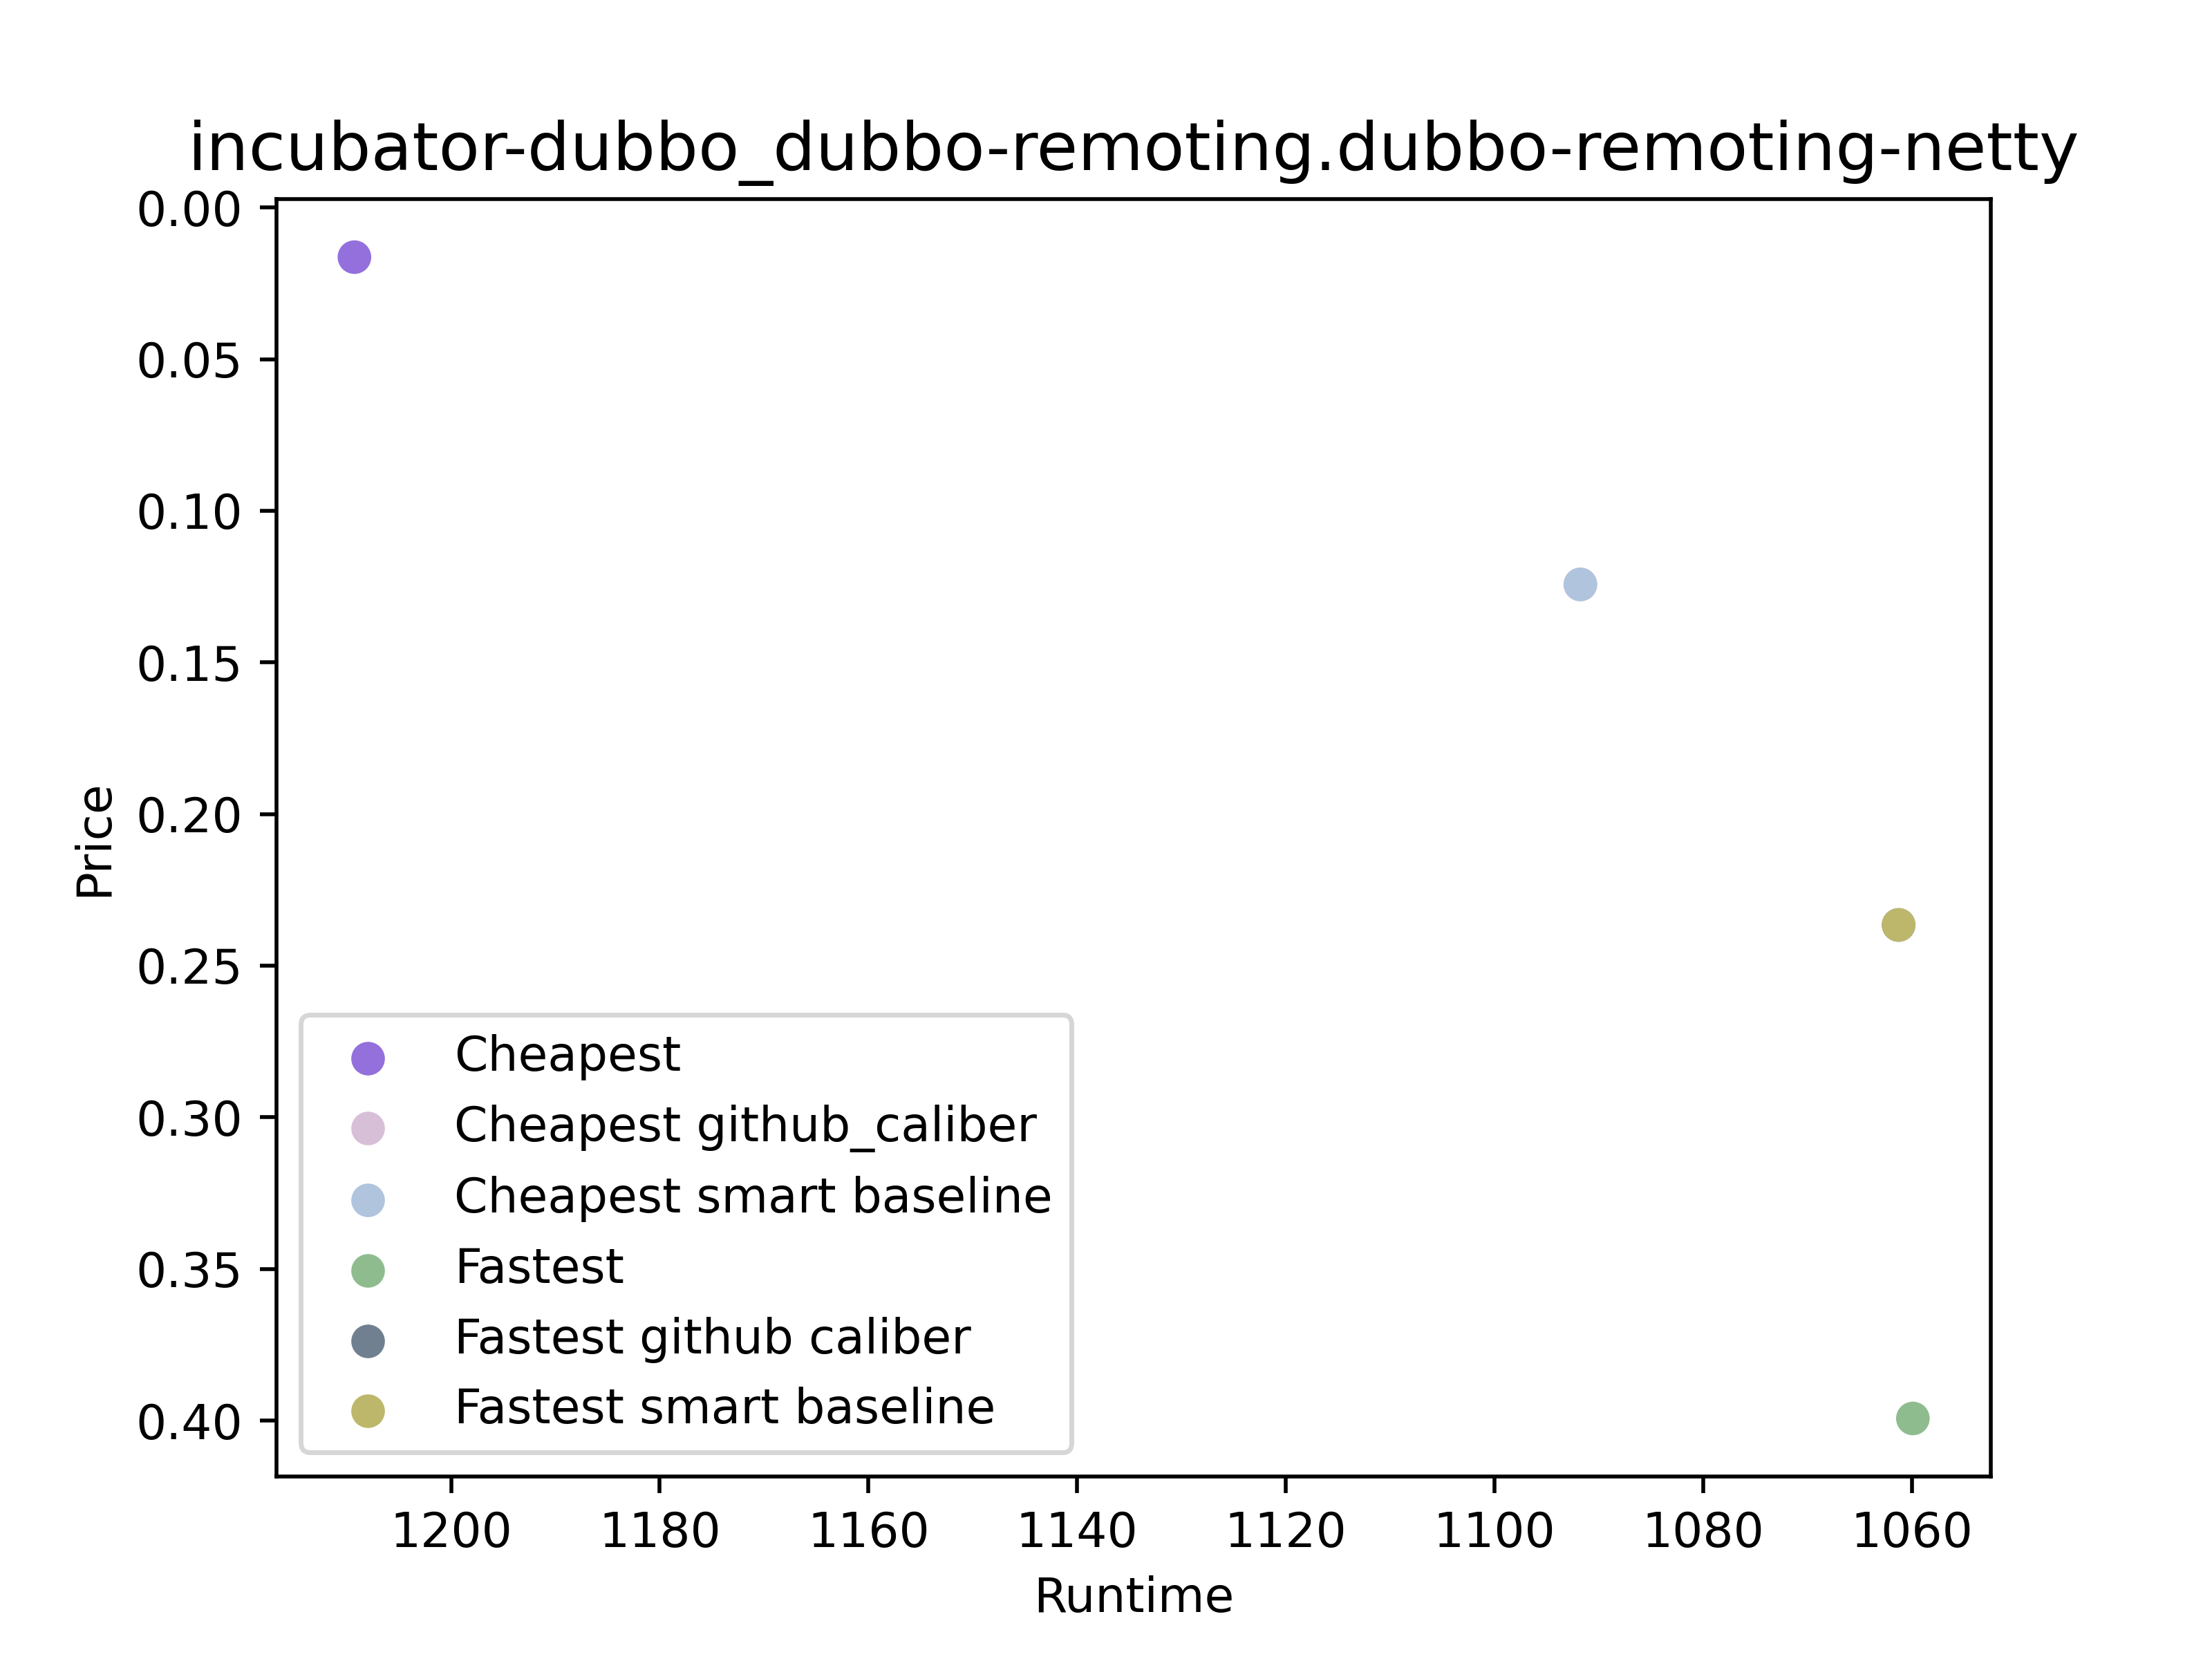 incubator-dubbo_dubbo-remoting.dubbo-remoting-netty
0.00
0.05
0.10
0.15
0.20
0.25
0.30
0.35
0.40
Price
Cheapest
Cheapest github_caliber
Cheapest smart baseline
Fastest
Fastest github caliber
Fastest smart baseline
1200 1180 1160 1140 1120 1100 1080 1060
Runtime